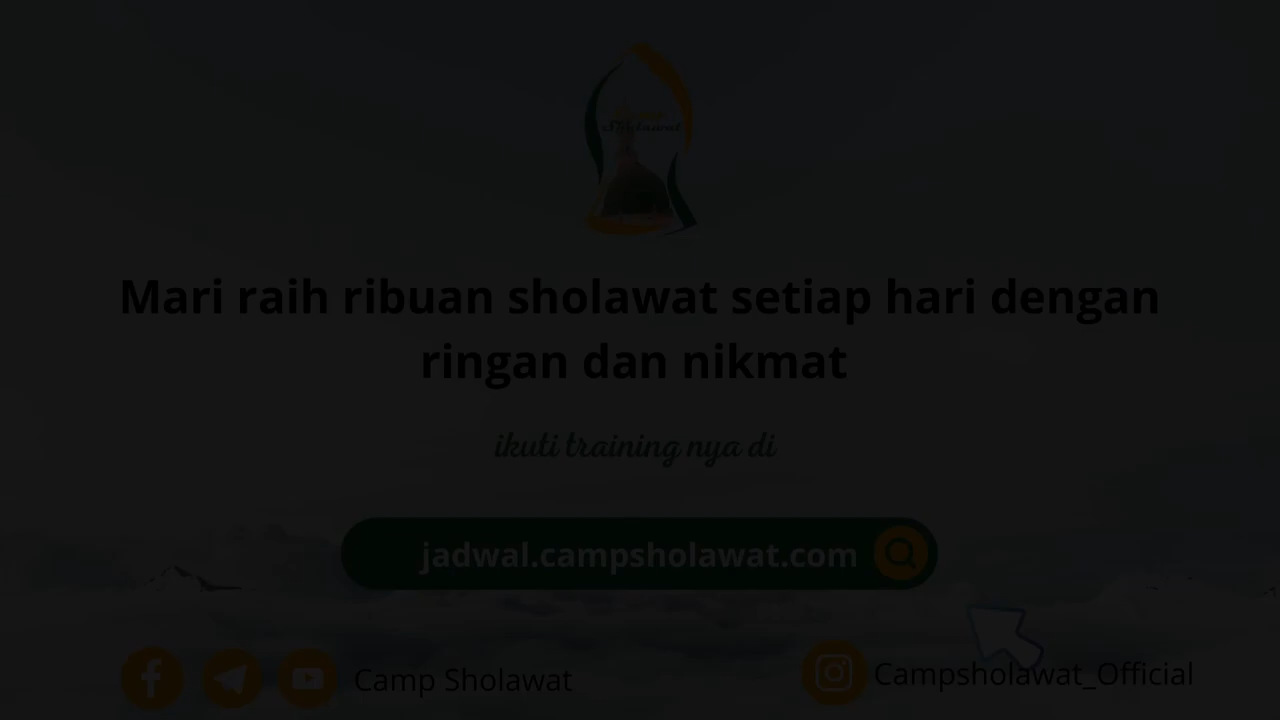 Sholawat
Mari raih ribuan sholawat setiap hari dengan
ringan dan nikmat
ikuti training nya di
jadwal.campsholawat.com
Camp Sholawat
Campsholawat_Official